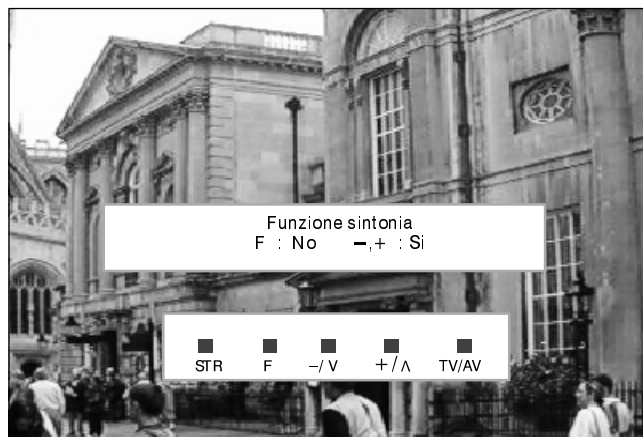 Funzione sintonia
F : No −,+ : Si
STR F −/V +/Λ TV/AV